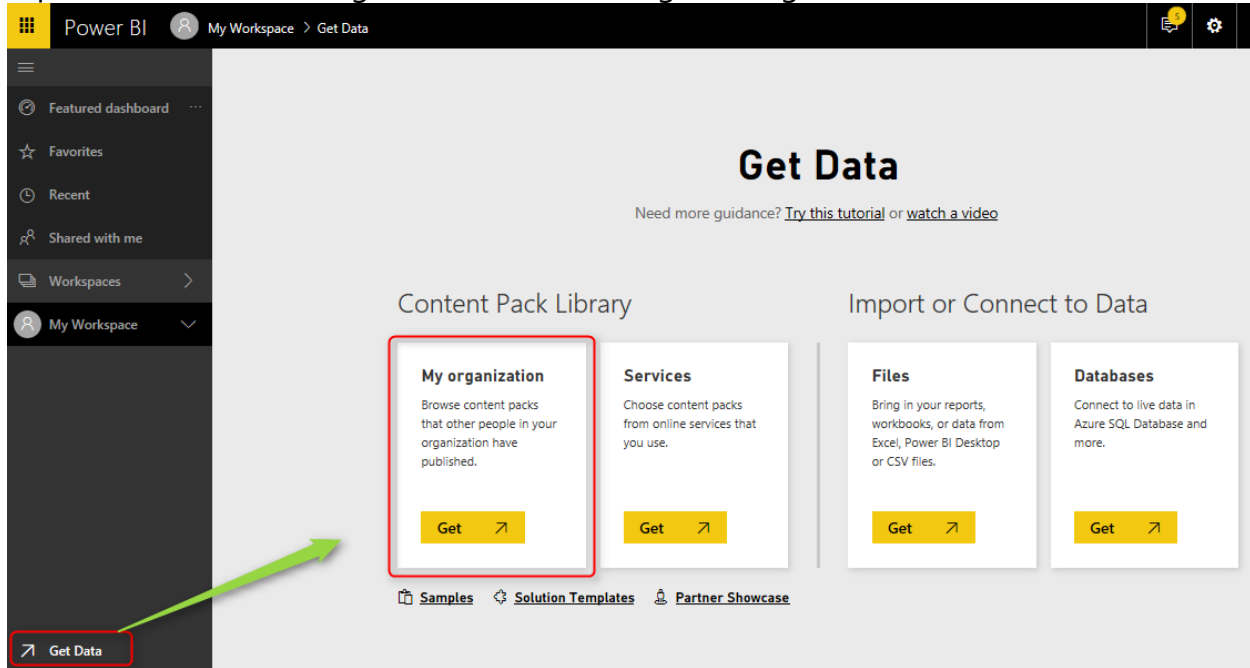 Power BI My Workspace > Get Data 5
Featured dashboard ...
Favorites
Recent
Shared with me
Workspaces
My Workspace
Get Data
Get Data
Need more guidance? Try this tutorial or watch a video
Content Pack Library
My organization
Browse content packs
that other people in your
organization have
published.
Get
Services
Choose content packs
from online services that
you use.
Get
Samples Solution Templates Partner Showcase
Import or Connect to Data
Files
Bring in your reports,
workbooks, or data from
Excel, Power BI Desktop
or CSV files.
Get
Databases
Connect to live data in
Azure SQL Database and
more.
Get